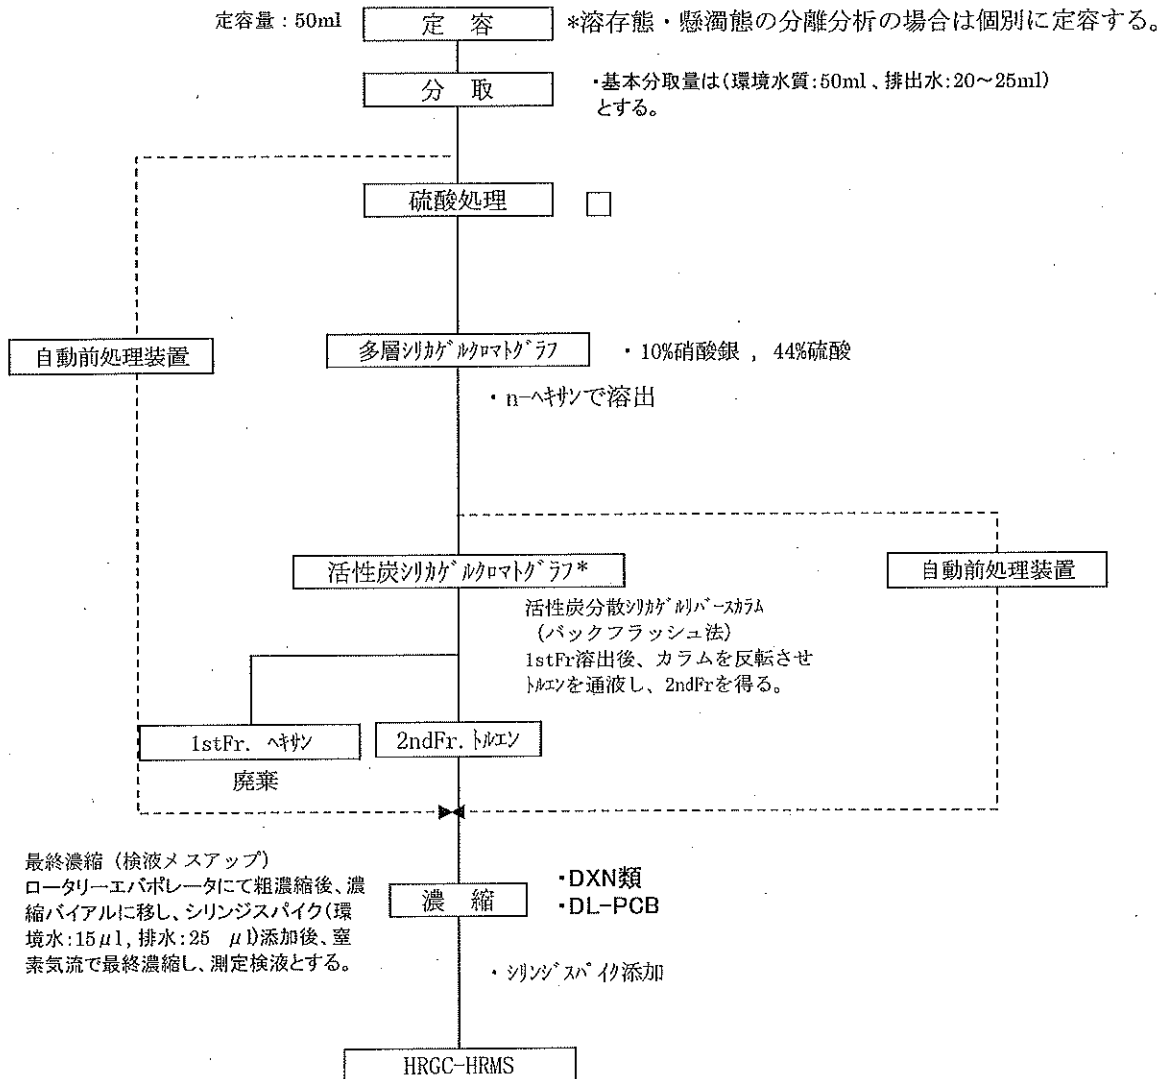 定容量：50ml
定 容
*溶存態・懸濁態の分離分析の場合は個別に定容する。
分 取
・基本分取量は(環境水質:50ml、排出水:20～25ml)
とする。
硫酸処理
□
自動前処理装置
多層ｼﾘｶｹﾞﾙｸﾛﾏﾄｸﾞﾗﾌ
・10%硝酸銀 , 44%硫酸
・n-ﾍｷｻﾝで溶出
活性炭ｼﾘｶｹﾞﾙｸﾛﾏﾄｸﾞﾗﾌ*
自動前処理装置
活性炭分散ｼﾘｶｹﾞﾙﾘﾊﾞｰｽｶﾗﾑ
(バックフラッシュ法)
1stFr溶出後、カラムを反転させ
ﾄﾙｴﾝを通液し、2ndFrを得る。
1stFr. ﾍｷｻﾝ
2ndFr. ﾄﾙｴﾝ
廃棄
最終濃縮 (検液メスアップ)
ロータリーエバポレータにて粗濃縮後、濃
縮バイアルに移し、シリンジスパイク(環
境水:15μl, 排水:25 μl)添加後、窒
素気流で最終濃縮し、測定検液とする。
濃 縮
・DXN類
・DL-PCB
・ｼﾘﾝｼﾞｽﾊﾟｲｸ添加
HRGC-HRMS